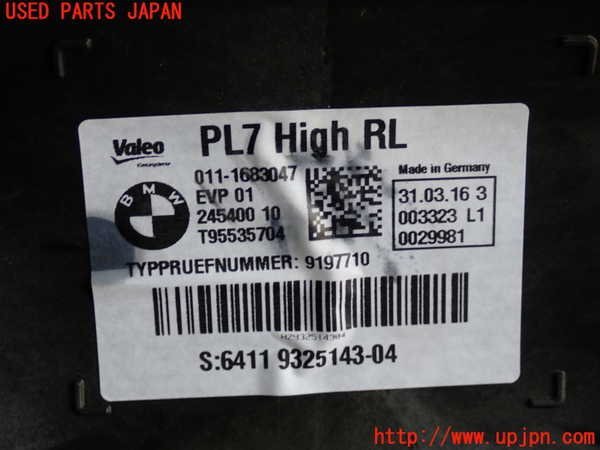 USED PARTS JAPAN
Valeo PL7 High RL
011-1683047
EVP 01
245400 10
T95535704
BMW
Made in Germany
31.03.16 3
003323 L1
0029981
TYPPRUEFNUMMER: 9197710
S:6411 9325143-04
http://www.upjpn.com/